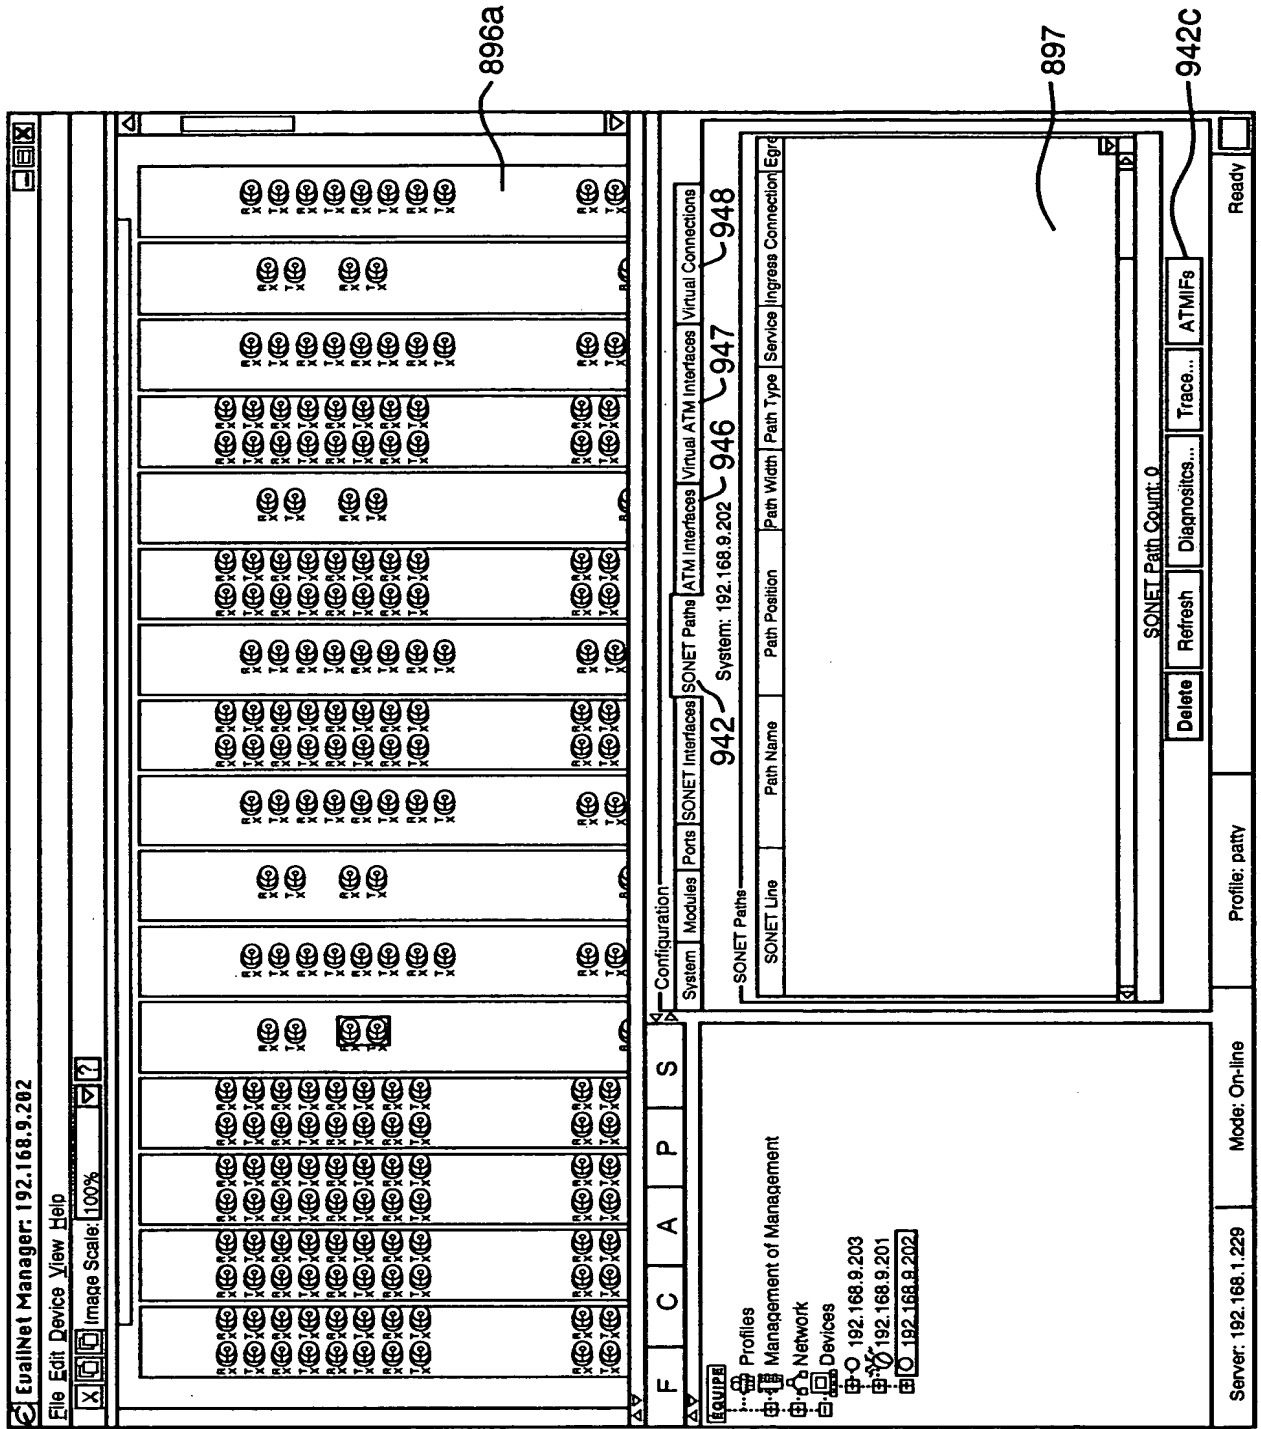 EvallNet Manager: 192.168.9.202
File Edit Device View Help
Image Scale: 100%
?
896a
F C A P S
EQUIPE
Profiles
Management of Management
Network
Devices
192.168.9.203
192.168.9.201
192.168.9.202
Configuration
System Modules Ports SONET Interfaces SONET Paths ATM Interfaces Virtual ATM Interfaces Virtual Connections
942 System: 192.168.9.202 946 947 948
SONET Paths
SONET Line Path Name Path Position Path Width Path Type Service Ingress Connection Egre
897
SONET Path Count: 0
Delete Refresh Diagnositcs... Trace... ATMIFs
942C
Server: 192.168.1.229 Mode: On-line Profile: patty Ready